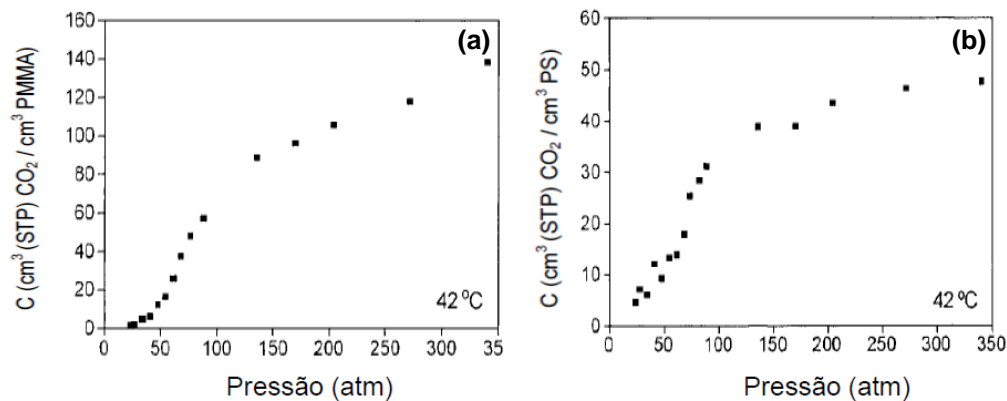 (a)
C (cm³ (STP) CO₂ / cm³ PMMA)
160
140
120
100
80
60
40
20
0
0 50 100 150 200 250 300 35
42 ºC
Pressão (atm)
(b)
C (cm³ (STP) CO₂ / cm³ PS)
60
50
40
30
20
10
0
0 50 100 150 200 250 300 350
42 ºC
Pressão (atm)